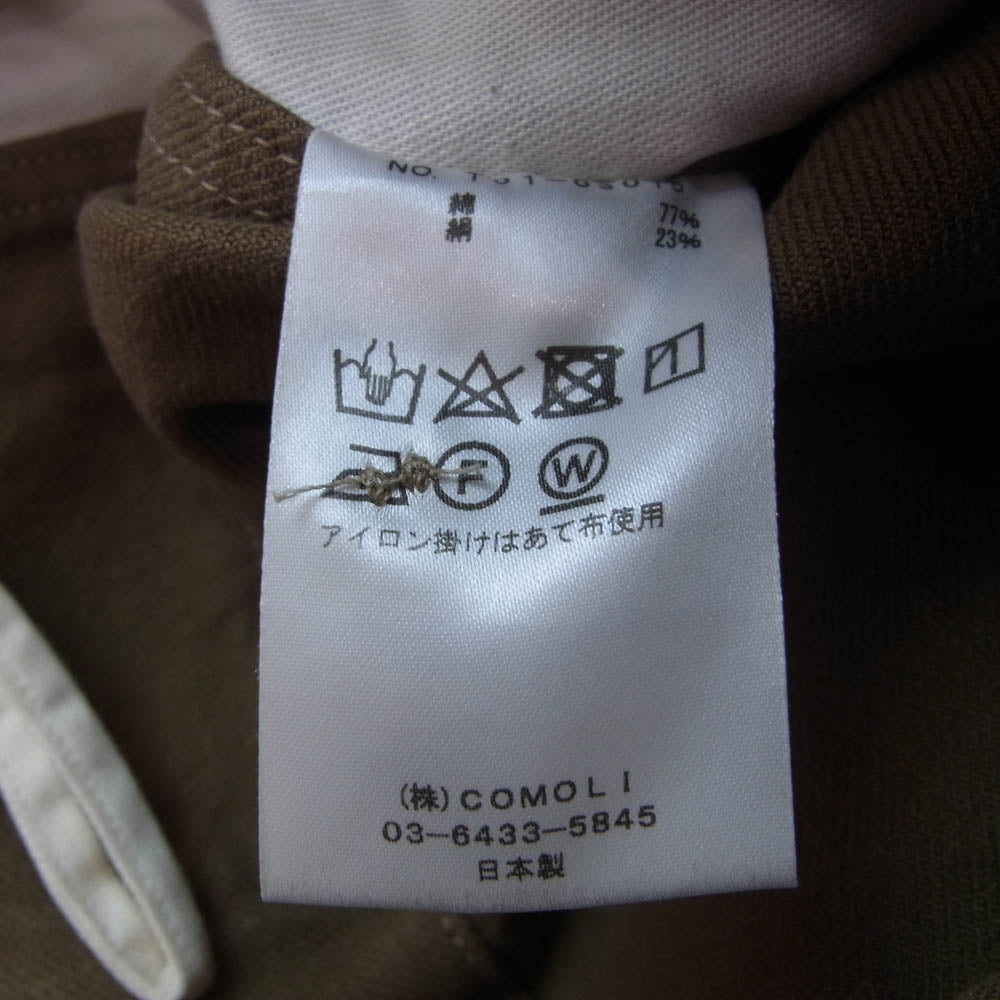 NO.
綿 77%
絹 23%
F W
アイロン掛けはあて布使用
(株)COMOLI
03-6433-5845
日本製